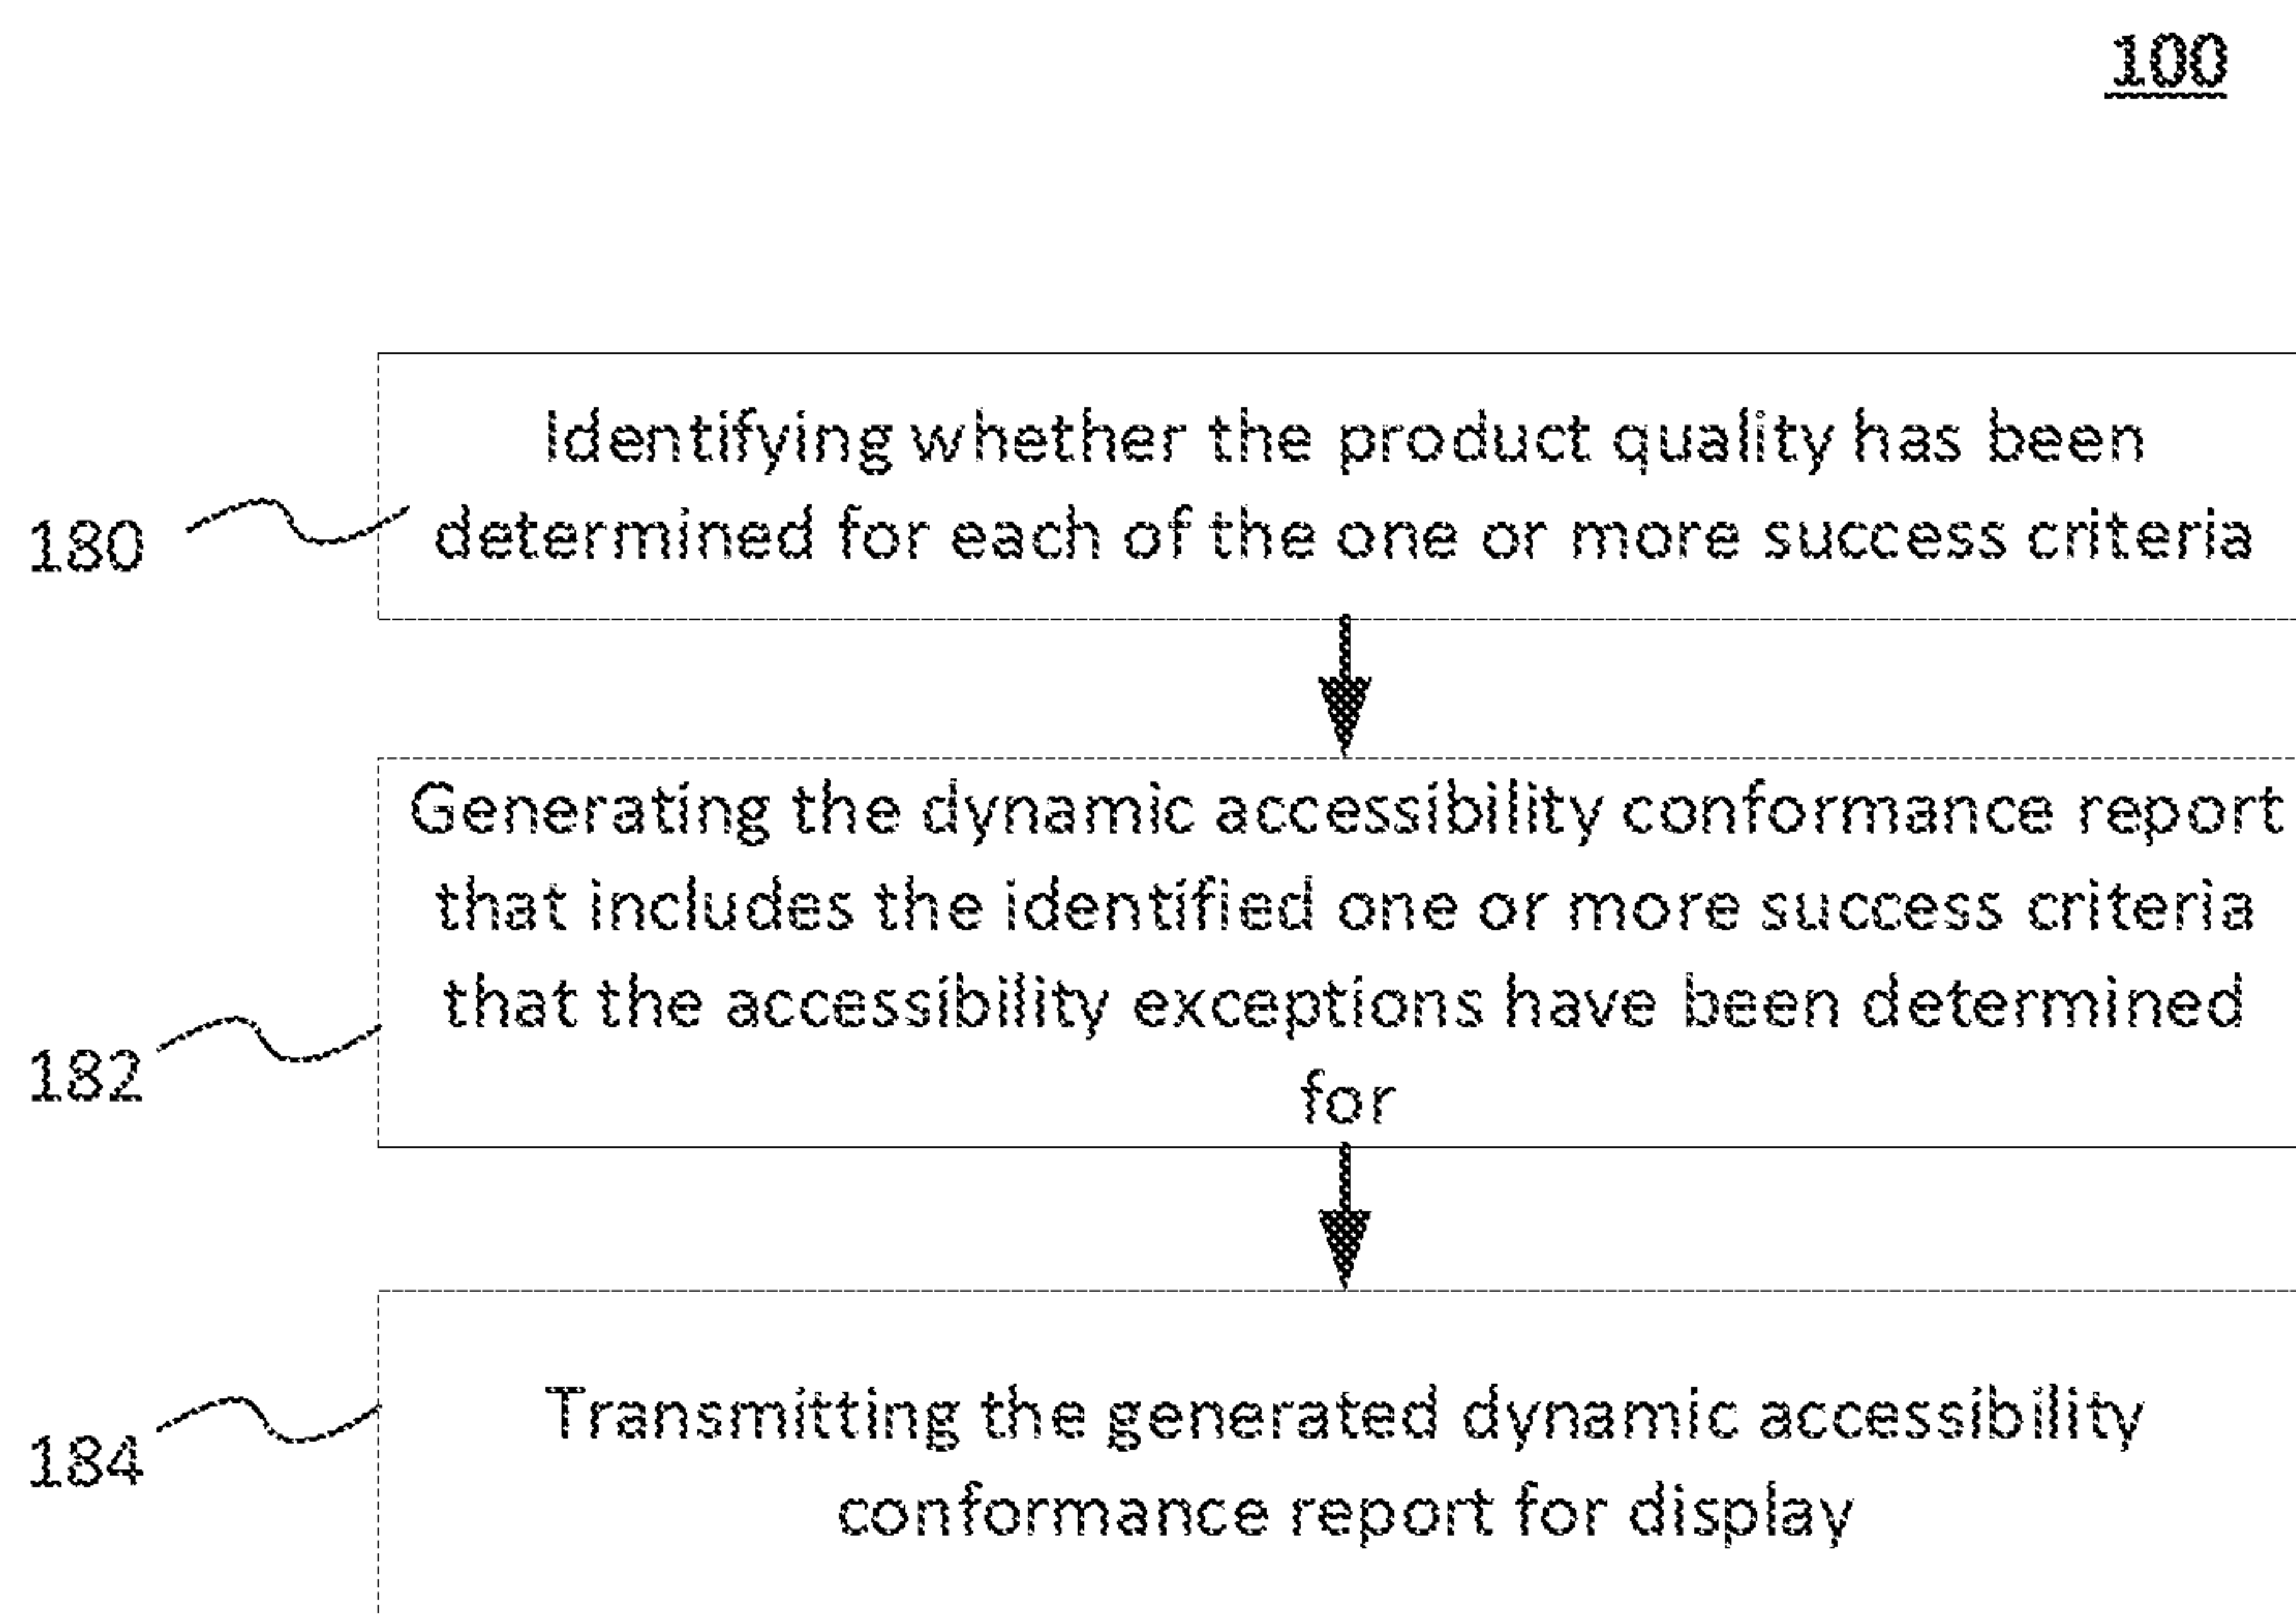 100
Identifying whether the product quality has been
determined for each of the one or more success criteria
180
Generating the dynamic accessibility conformance report
that includes the identified one or more success criteria
that the accessibility exceptions have been determined
for
182
Transmitting the generated dynamic accessibility
conformance report for display
184